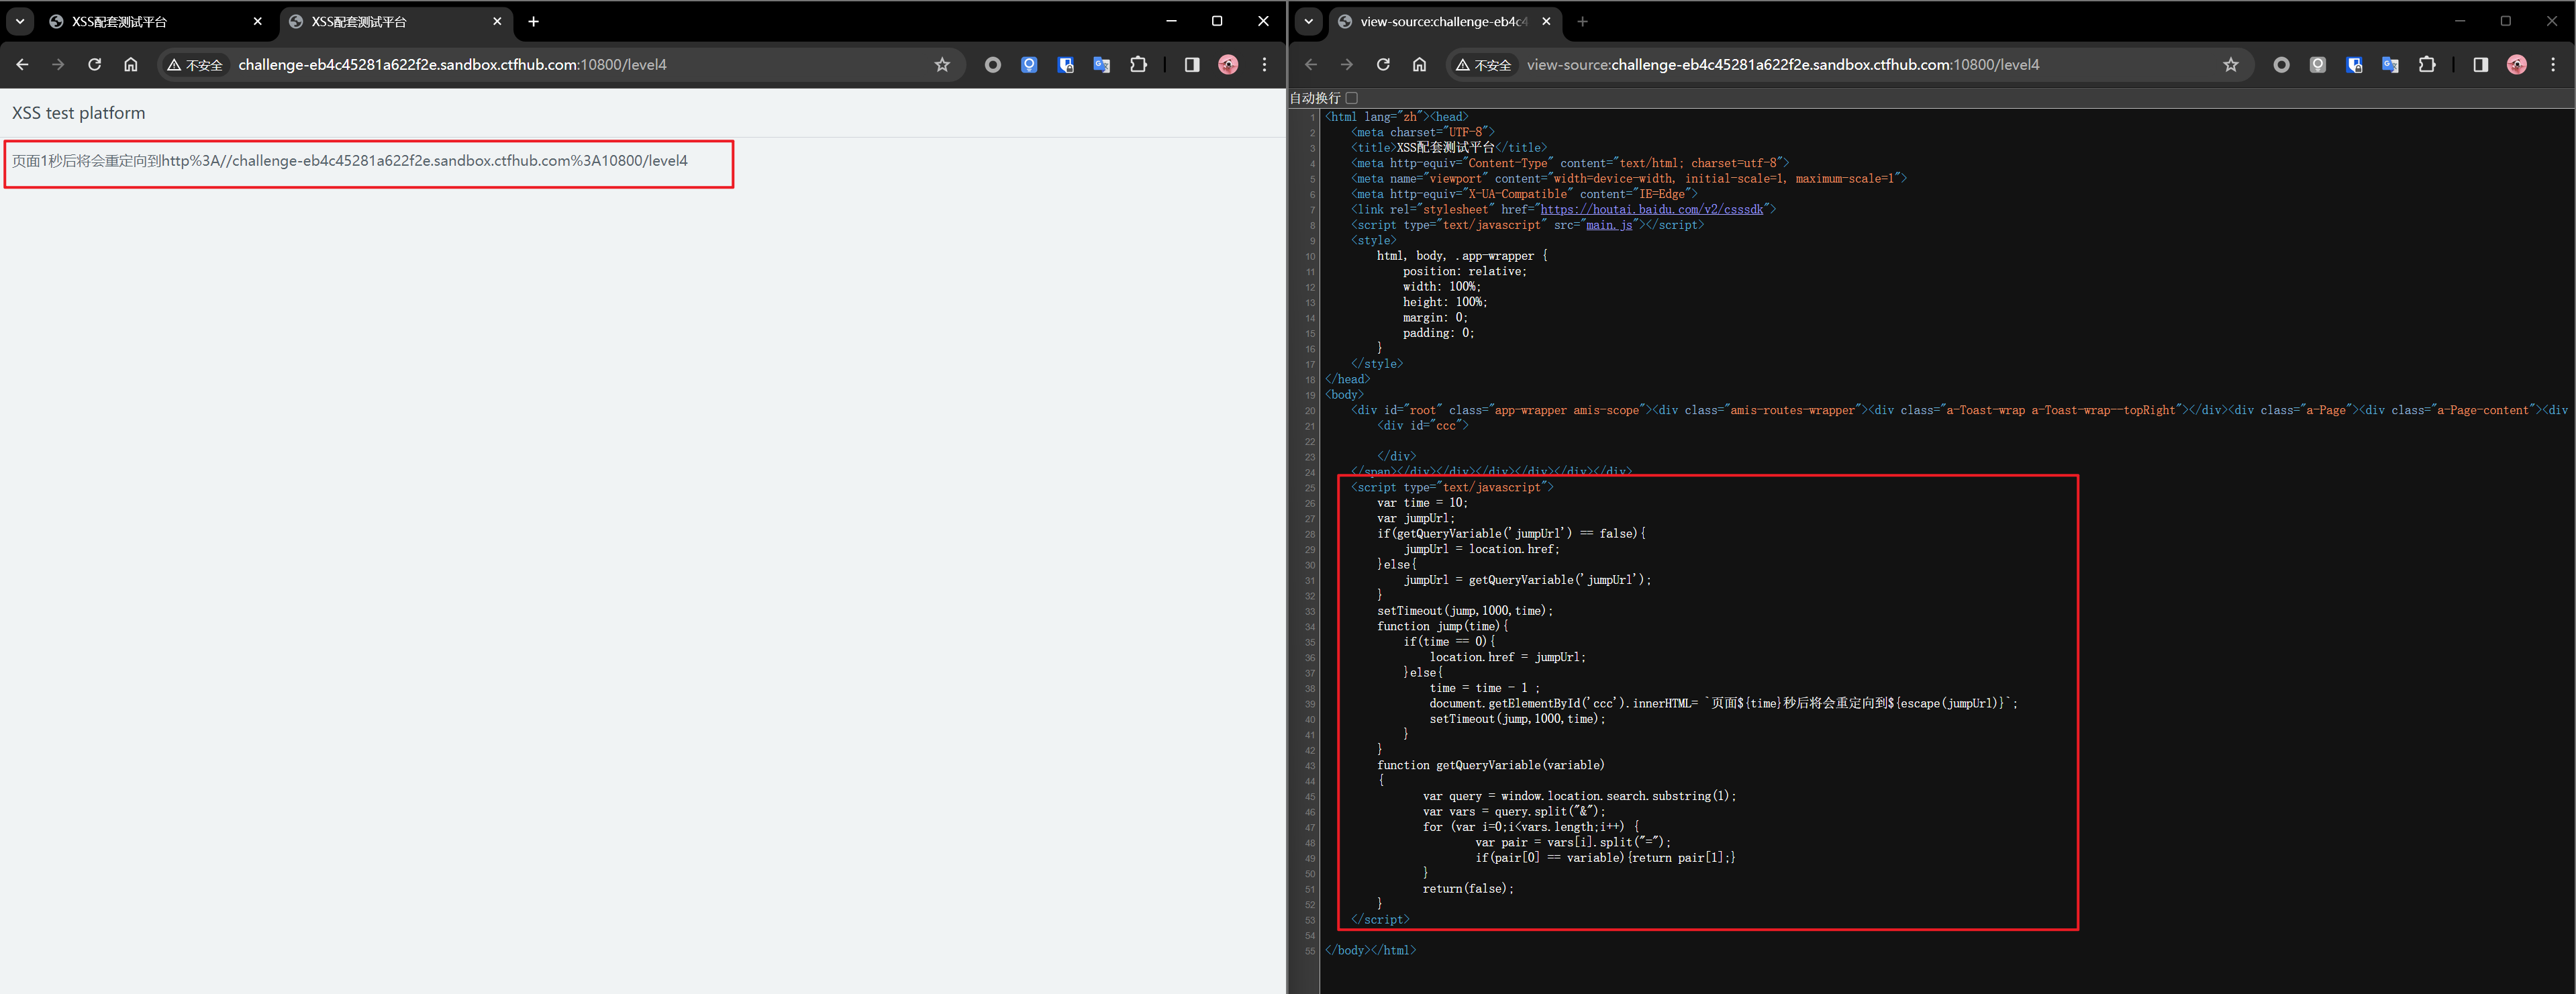 XSS配套测试平台
XSS配套测试平台
不安全 challenge-eb4c45281a622f2e.sandbox.ctfhub.com:10800/level4
XSS test platform
页面1秒后将会重定向到http%3A//challenge-eb4c45281a622f2e.sandbox.ctfhub.com%3A10800/level4
view-source:challenge-eb4c4
不安全 view-source:challenge-eb4c45281a622f2e.sandbox.ctfhub.com:10800/level4
自动换行
1 <html lang="zh"><head>
2 <meta charset="UTF-8">
3 <title>XSS配套测试平台</title>
4 <meta http-equiv="Content-Type" content="text/html; charset=utf-8">
5 <meta name="viewport" content="width=device-width, initial-scale=1, maximum-scale=1">
6 <meta http-equiv="X-UA-Compatible" content="IE=Edge">
7 <link rel="stylesheet" href="https://houtai.baidu.com/v2/csssdk">
8 <script type="text/javascript" src="main.js"></script>
9 <style>
10 html, body, .app-wrapper {
11 position: relative;
12 width: 100%;
13 height: 100%;
14 margin: 0;
15 padding: 0;
16 }
17 </style>
18 </head>
19 <body>
20 <div id="root" class="app-wrapper amis-scope"><div class="amis-routes-wrapper"><div class="a-Toast-wrap a-Toast-wrap--topRight"></div><div class="a-Page"><div class="a-Page-content"><div
21 <div id="ccc">
22
23 </div>
24 </span></div></div></div></div></div></div>
25 <script type="text/javascript">
26 var time = 10;
27 var jumpUrl;
28 if(getQueryVariable('jumpUrl') == false){
29 jumpUrl = location.href;
30 }else{
31 jumpUrl = getQueryVariable('jumpUrl');
32 }
33 setTimeout(jump,1000,time);
34 function jump(time){
35 if(time == 0){
36 location.href = jumpUrl;
37 }else{
38 time = time - 1 ;
39 document.getElementById('ccc').innerHTML= `页面${time}秒后将会重定向到${escape(jumpUrl)}`;
40 setTimeout(jump,1000,time);
41 }
42 }
43 function getQueryVariable(variable)
44 {
45 var query = window.location.search.substring(1);
46 var vars = query.split("&");
47 for (var i=0;i<vars.length;i++) {
48 var pair = vars[i].split("=");
49 if(pair[0] == variable){return pair[1];}
50 }
51 return(false);
52 }
53 </script>
54
55 </body></html>